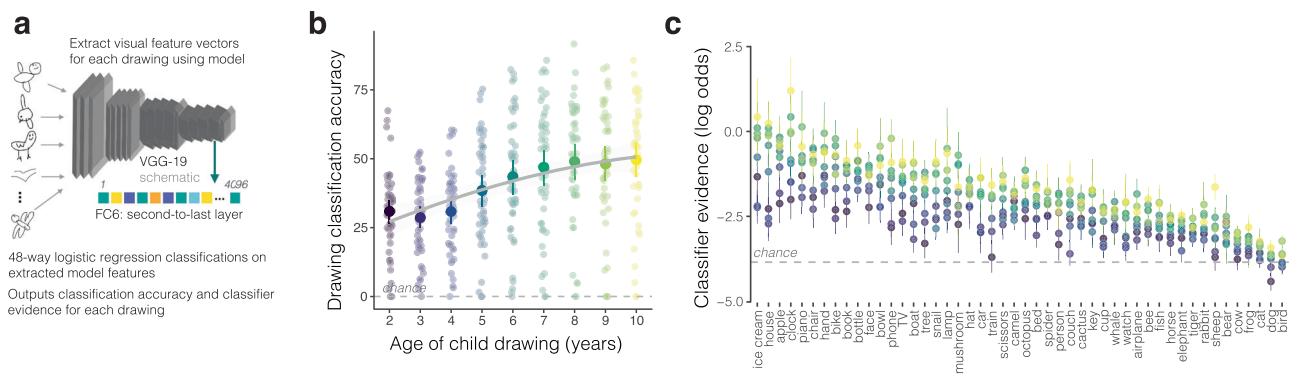 a
Extract visual feature vectors
for each drawing using model
VGG-19
schematic
1
4096
...
...
FC6: second-to-last layer
48-way logistic regression classifications on
extracted model features
Outputs classification accuracy and classifier
evidence for each drawing
b
Drawing classification accuracy
75
50
25
0
chance
2 3 4 5 6 7 8 9 10
Age of child drawing (years)
c
Classifier evidence (log odds)
2.5
0.0
-2.5
-5.0
chance
ice cream
house
apple
clock
piano
chair
hand
bike
book
bottle
face
bowl
phone
TV
boat
tree
snail
lamp
mushroom
hat
car
train
scissors
camel
octopus
bed
spider
person
couch
cactus
key
cup
whale
watch
airplane
bee
fish
horse
elephant
tiger
rabbit
sheep
bear
cow
frog
cat
dog
bird